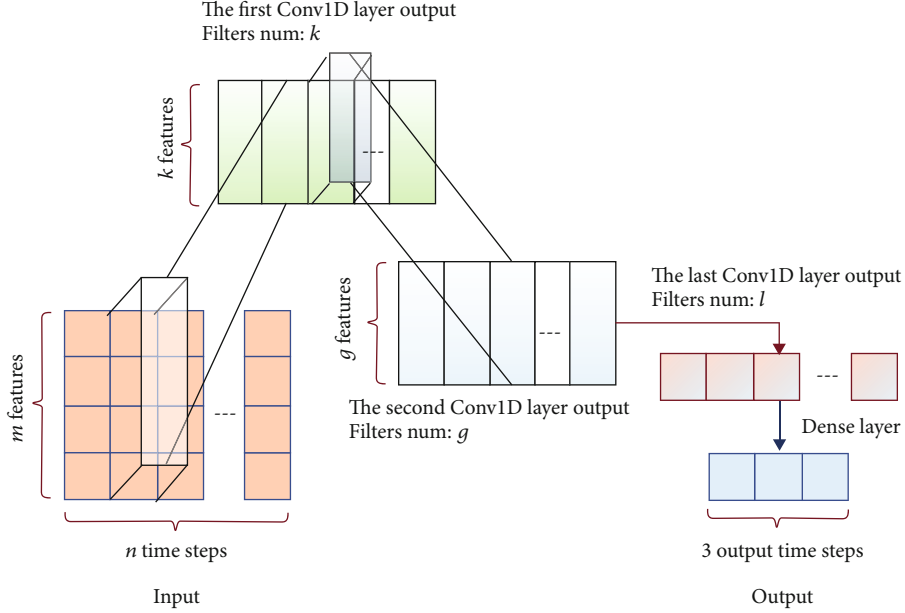 The first Conv1D layer output
Filters num: k
k features
g features
The last Conv1D layer output
Filters num: l
m features
---
---
---
---
The second Conv1D layer output
Filters num: g
Dense layer
n time steps
3 output time steps
Input
Output